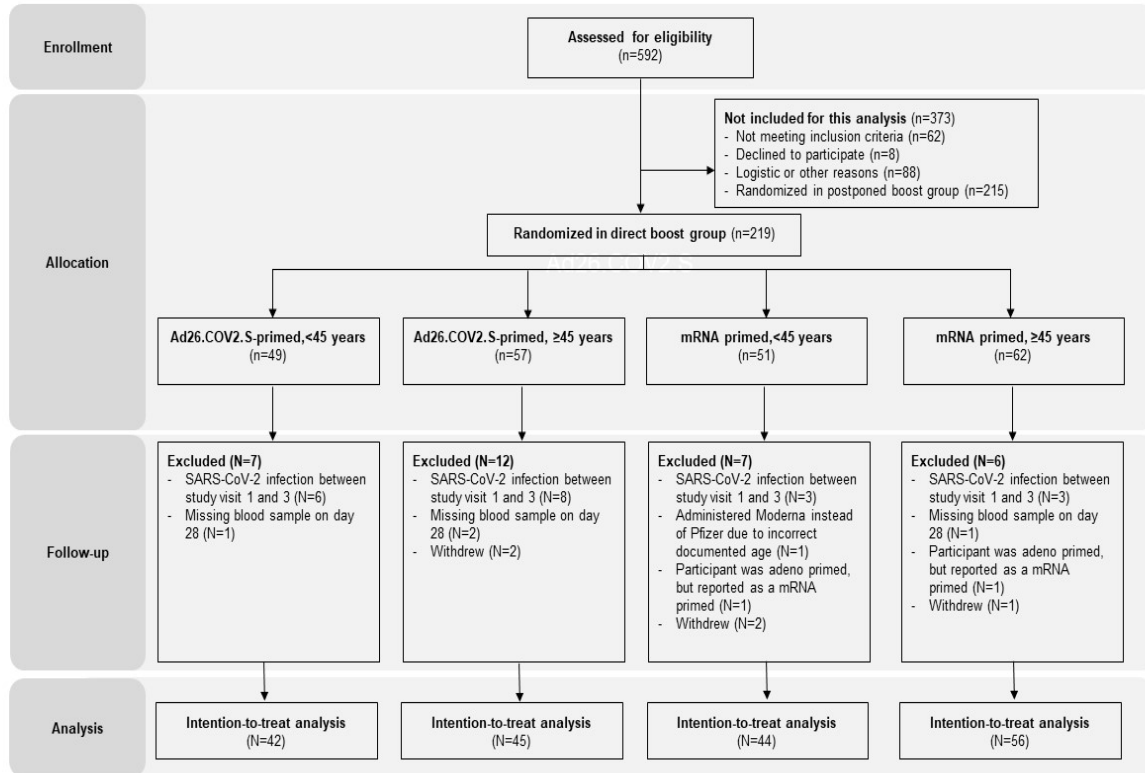 Enrollment
Assessed for eligibility
(n=592)
Allocation
Not included for this analysis (n=373)
- Not meeting inclusion criteria (n=62)
- Declined to participate (n=8)
- Logistic or other reasons (n=88)
- Randomized in postponed boost group (n=215)
Randomized in direct boost group (n=219)
Ad26.COV2.S
Ad26.COV2.S-primed,<45 years
(n=49)
Ad26.COV2.S-primed, ≥45 years
(n=57)
mRNA primed,<45 years
(n=51)
mRNA primed, ≥45 years
(n=62)
Follow-up
Excluded (N=7)
- SARS-CoV-2 infection between
study visit 1 and 3 (N=6)
- Missing blood sample on day
28 (N=1)
Excluded (N=12)
- SARS-CoV-2 infection between
study visit 1 and 3 (N=8)
- Missing blood sample on day
28 (N=2)
- Withdrew (N=2)
Excluded (N=7)
- SARS-CoV-2 infection between
study visit 1 and 3 (N=3)
- Administered Moderna instead
of Pfizer due to incorrect
documented age (N=1)
- Participant was adeno primed,
but reported as a mRNA
primed (N=1)
- Withdrew (N=2)
Excluded (N=6)
- SARS-CoV-2 infection between
study visit 1 and 3 (N=3)
- Missing blood sample on day
28 (N=1)
- Participant was adeno primed,
but reported as a mRNA
primed (N=1)
- Withdrew (N=1)
Analysis
Intention-to-treat analysis
(N=42)
Intention-to-treat analysis
(N=45)
Intention-to-treat analysis
(N=44)
Intention-to-treat analysis
(N=56)